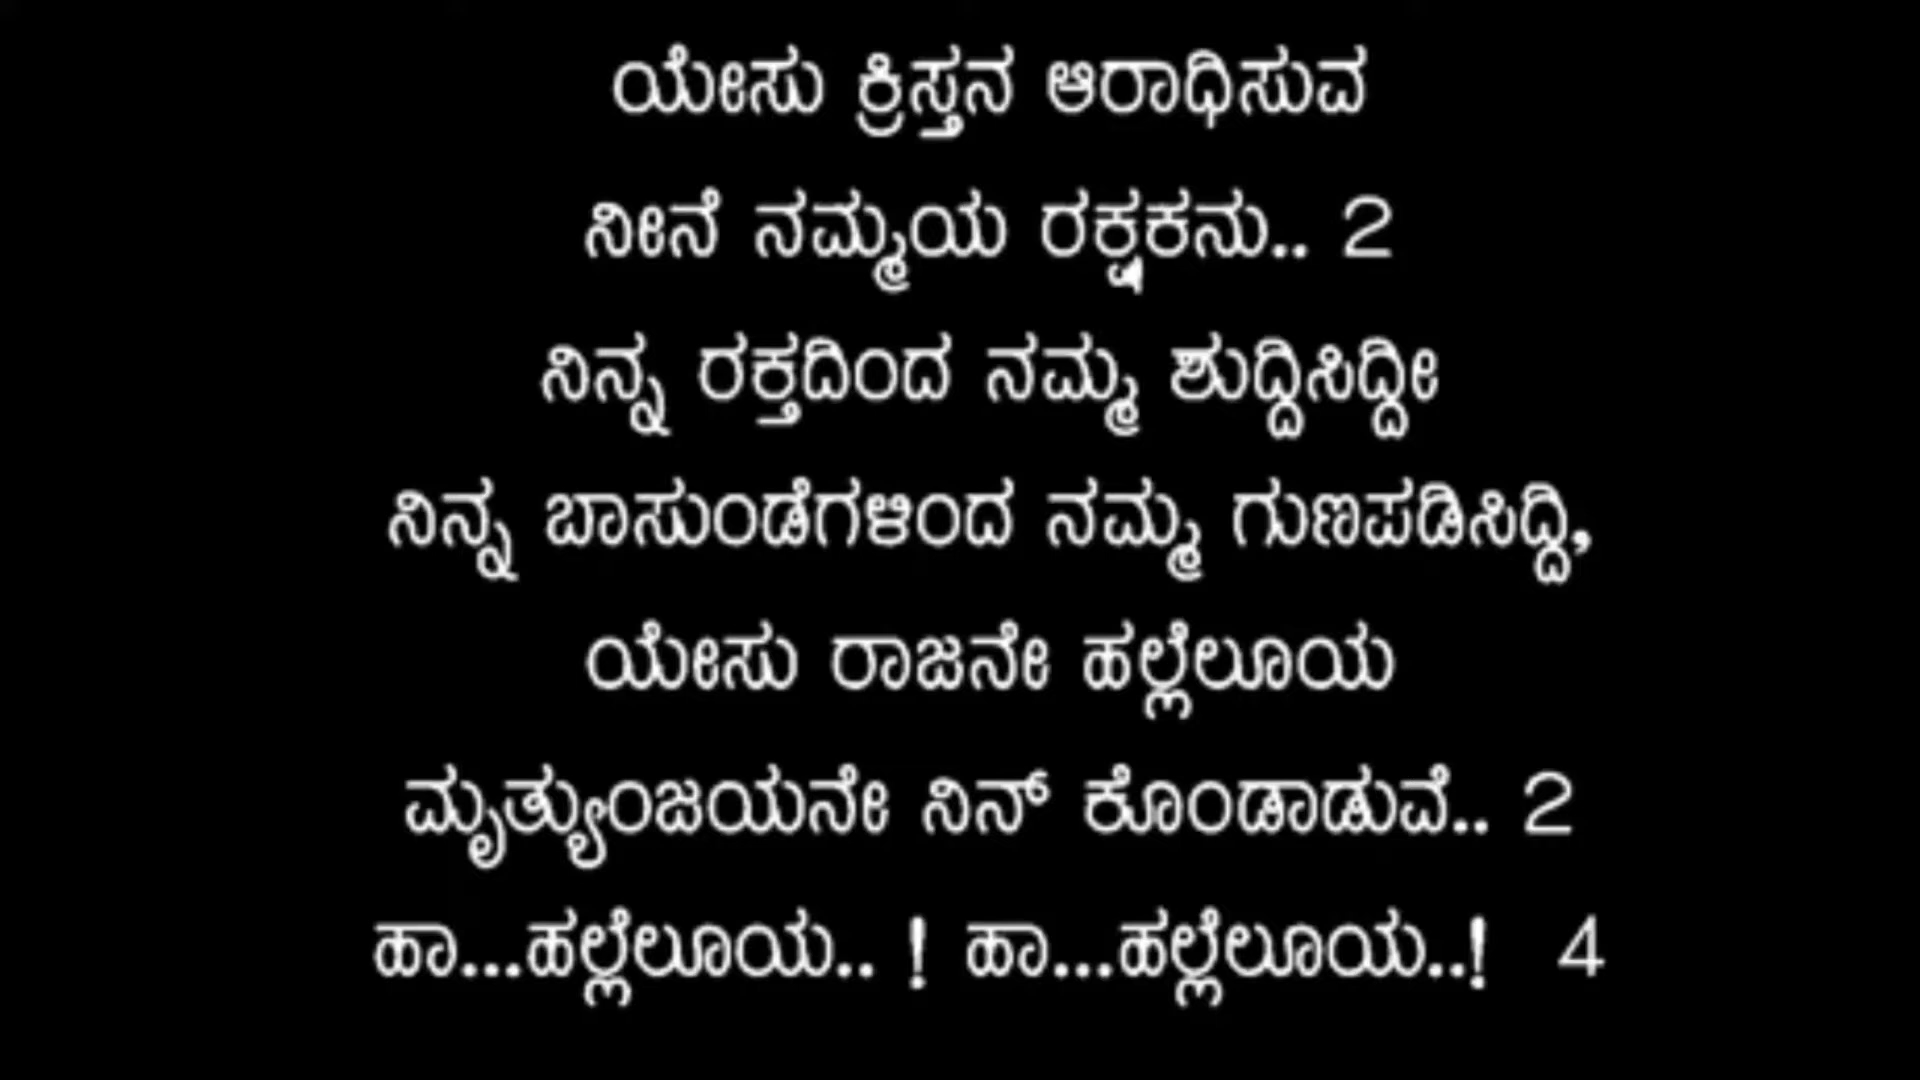 ಯೇಸು ಕ್ರಿಸ್ತನ ಆರಾಧಿಸುವ
ನೀನೆ ನಮ್ಮಯ ರಕ್ಷಕನು.. 2
ನಿನ್ನ ರಕ್ತದಿಂದ ನಮ್ಮ ಶುದ್ದಿಸಿದ್ದೀ
ನಿನ್ನ ಬಾಸುಂಡೆಗಳಿಂದ ನಮ್ಮ ಗುಣಪಡಿಸಿದ್ದಿ,
ಯೇಸು ರಾಜನೇ ಹಲ್ಲೆಲೂಯ
ಮೃತ್ಯುಂಜಯನೇ ನಿನ್ ಕೊಂಡಾಡುವೆ.. 2
ಹಾ...ಹಲ್ಲೆಲೂಯ.. ! ಹಾ...ಹಲ್ಲೆಲೂಯ..! 4